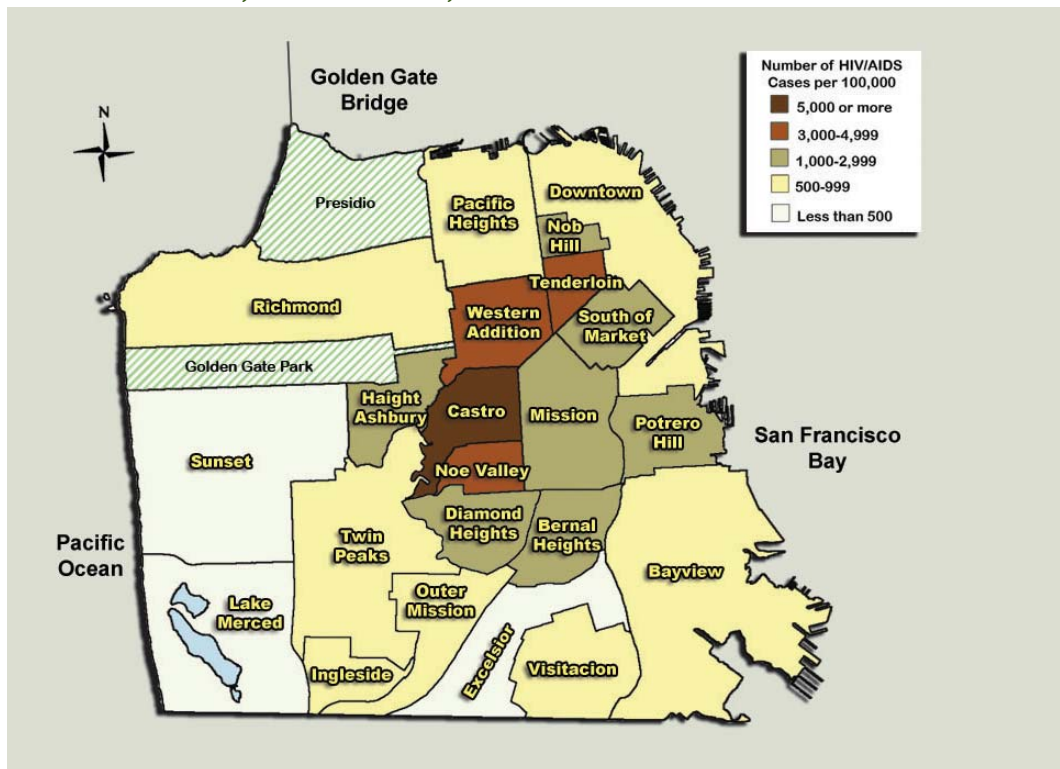 Golden Gate
Bridge
N
Number of HIV/AIDS
Cases per 100,000
5,000 or more
3,000-4,999
1,000-2,999
500-999
Less than 500
Presidio
Pacific
Heights
Downtown
Nob
Hill
Tenderloin
Richmond
Western
Addition
South of
Market
Golden Gate Park
Haight
Ashbury
Castro
Mission
Potrero
Hill
San Francisco
Bay
Sunset
Noe Valley
Diamond
Heights
Bernal
Heights
Twin
Peaks
Pacific
Ocean
Bayview
Outer
Mission
Lake
Merced
Excelsior
Ingleside
Visitacion